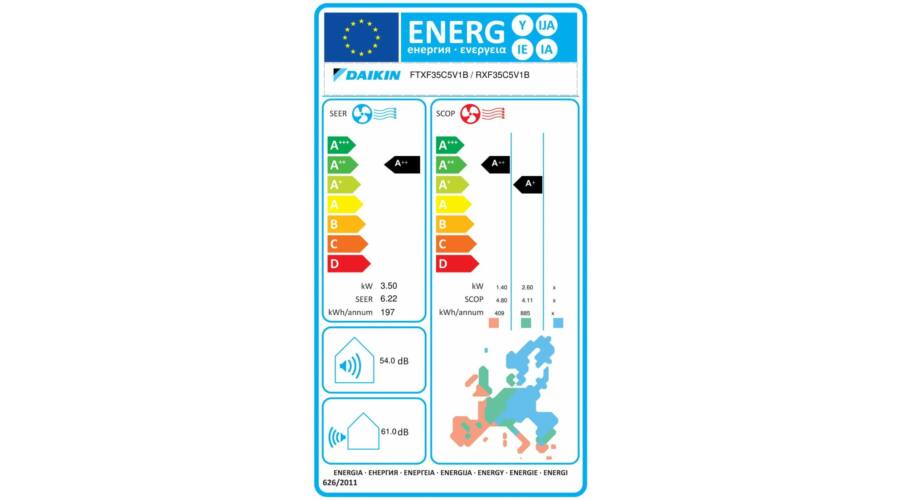 ENERG Y IJA
енергия · ενεργεια IE IA
DAIKIN FTXF35C5V1B / RXF35C5V1B
SEER
A+++
A++ A++
A+
A
B
C
D
kW 3.50
SEER 6.22
kWh/annum 197
SCOP
A+++
A++ A++
A+ A+
A
B
C
D
kW 1.40 2.60 x
SCOP 4.80 4.11 x
kWh/annum 409 885 x
54.0 dB
61.0 dB
ENERGIA · ЕНЕРГИЯ · ΕΝΕΡΓΕΙΑ · ENERGIJA · ENERGY · ENERGIE · ENERGI
626/2011